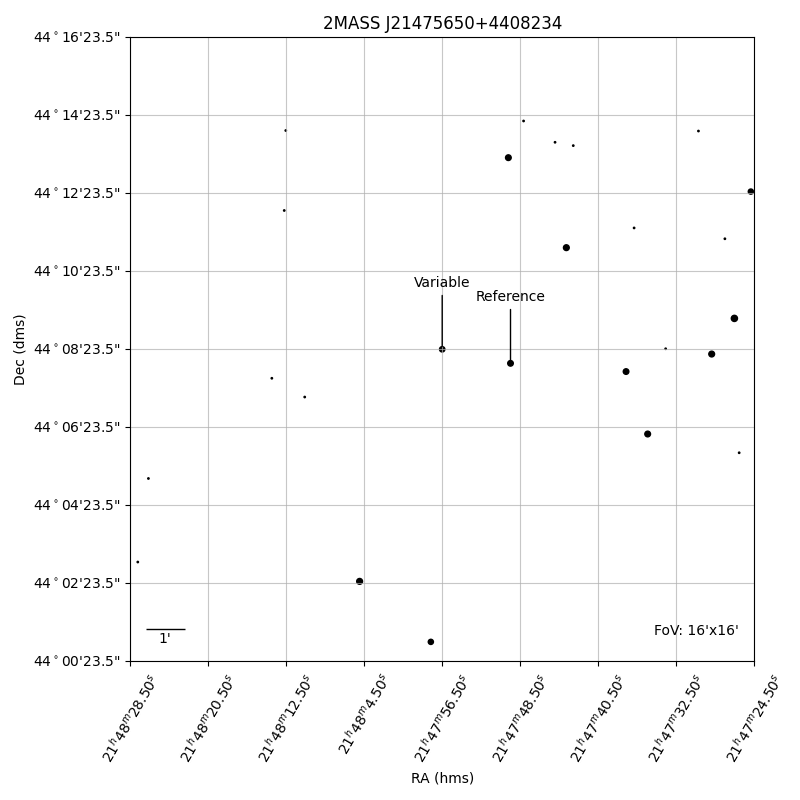 2MASS J21475650+4408234
44°16'23.5"
44°14'23.5"
44°12'23.5"
44°10'23.5"
44°08'23.5"
44°06'23.5"
44°04'23.5"
44°02'23.5"
44°00'23.5"
Dec (dms)
Variable
Reference
1'
FoV: 16'x16'
21ʰ48ᵐ28.50ˢ
21ʰ48ᵐ20.50ˢ
21ʰ48ᵐ12.50ˢ
21ʰ48ᵐ4.50ˢ
21ʰ47ᵐ56.50ˢ
21ʰ47ᵐ48.50ˢ
21ʰ47ᵐ40.50ˢ
21ʰ47ᵐ32.50ˢ
21ʰ47ᵐ24.50ˢ
RA (hms)